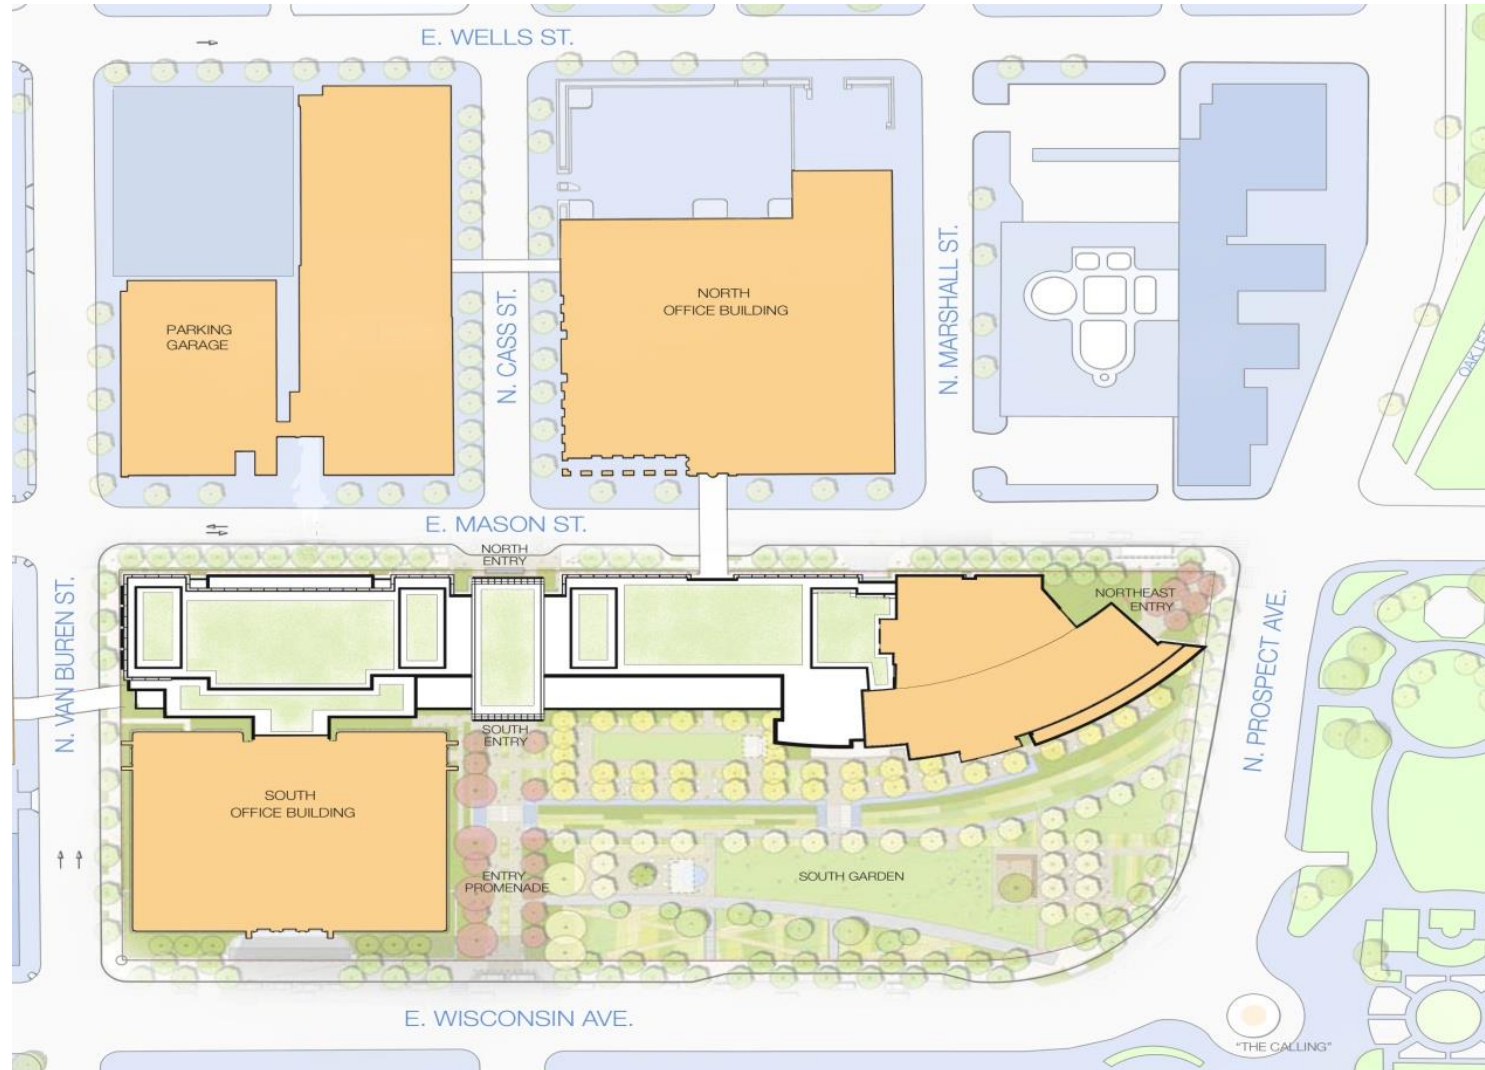 E. WELLS ST.
PARKING
GARAGE
N. CASS ST.
NORTH
OFFICE BUILDING
N. MARSHALL ST.
E. MASON ST.
NORTH
ENTRY
N. VAN BUREN ST.
NORTHEAST
ENTRY
N. PROSPECT AVE.
SOUTH
ENTRY
SOUTH
OFFICE BUILDING
ENTRY
PROMENADE
SOUTH GARDEN
E. WISCONSIN AVE.
"THE CALLING"